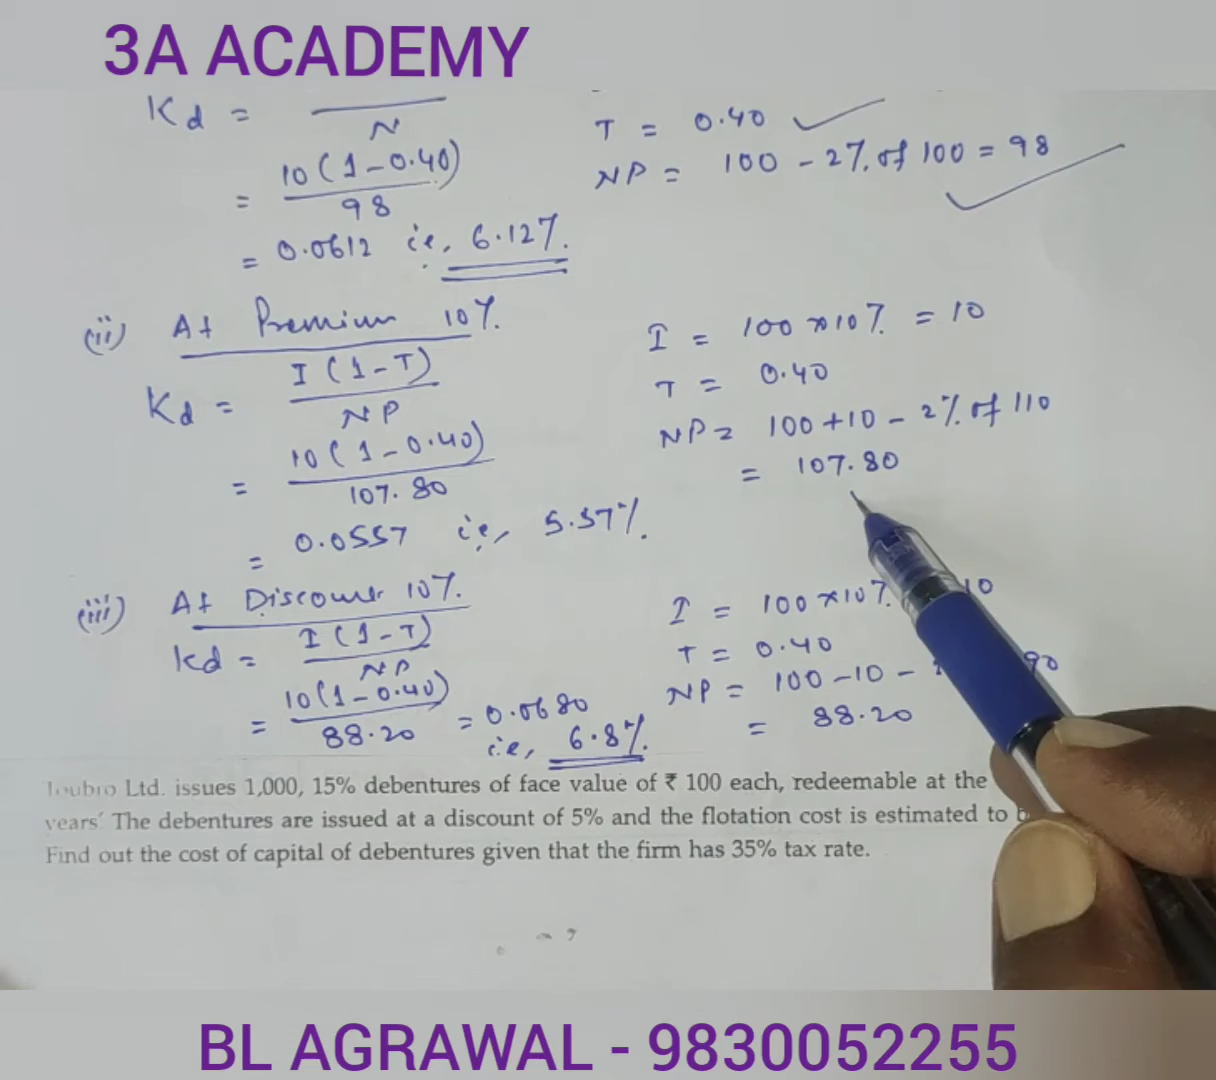 3A ACADEMY
Kd = ――― N
T = 0.40
= 10(1-0.40) / 98
NP = 100 - 2% of 100 = 98
= 0.0612 ie, 6.12%.
(ii) At Premium 10%.
I = 100 x 10% = 10
Kd = I(1-T) / NP
T = 0.40
NP = 100+10 - 2% of 110
= 10(1-0.40) / 107.80
= 107.80
= 0.0557 ie, 5.57%.
(iii) At Discount 10%.
I = 100 x 10% 10
Kd = I(1-T) / NP
T = 0.40
NP = 100-10- 90
= 10(1-0.40) / 88.20 = 0.0680
= 88.20
ie, 6.8%.
Ltd. issues 1,000, 15% debentures of face value of ₹ 100 each, redeemable at the
years' The debentures are issued at a discount of 5% and the flotation cost is estimated to
Find out the cost of capital of debentures given that the firm has 35% tax rate.
BL AGRAWAL - 9830052255